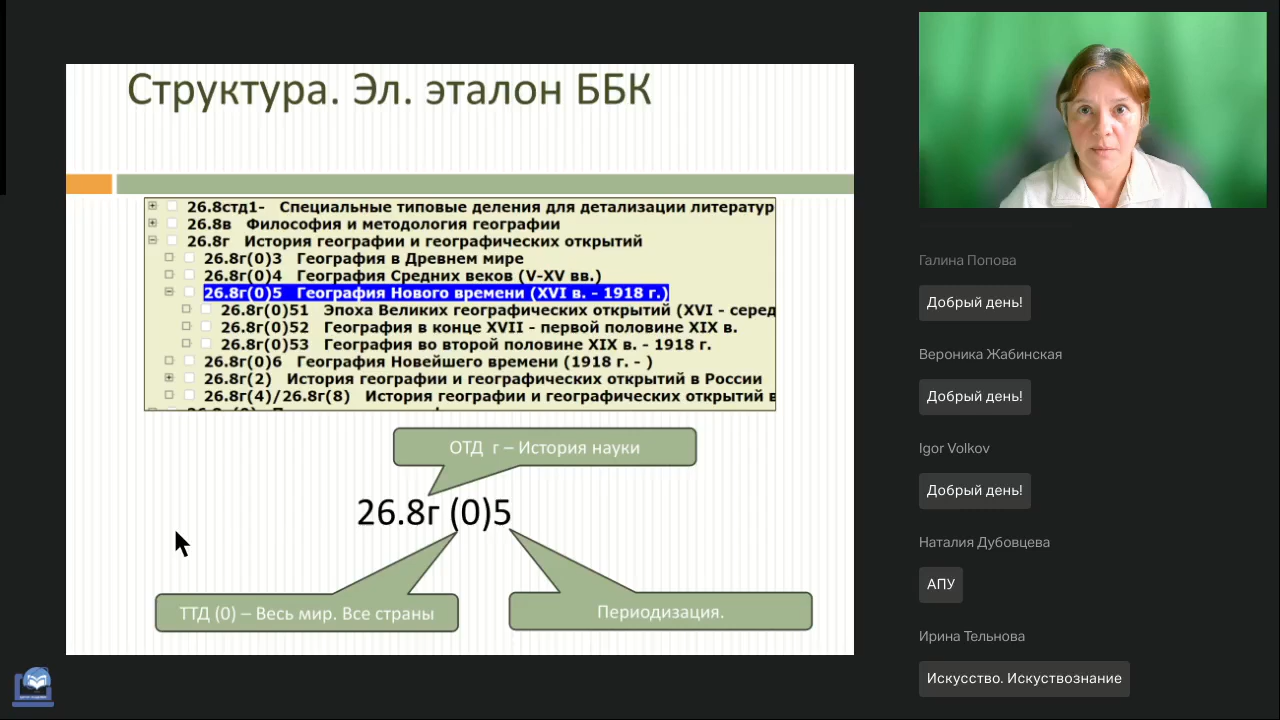 Структура. Эл. эталон ББК
26.8стд1- Специальные типовые деления для детализации литератур
26.8в Философия и методология географии
26.8г История географии и географических открытий
26.8г(0)3 География в Древнем мире
26.8г(0)4 География Средних веков (V-XV вв.)
26.8г(0)5 География Нового времени (XVI в. - 1918 г.)
26.8г(0)51 Эпоха Великих географических открытий (XVI - серед
26.8г(0)52 География в конце XVII - первой половине XIX в.
26.8г(0)53 География во второй половине XIX в. - 1918 г.
26.8г(0)6 География Новейшего времени (1918 г. - )
26.8г(2) История географии и географических открытий в России
26.8г(4)/26.8г(8) История географии и географических открытий в
ОТД г – История науки
26.8г (0)5
ТТД (0) – Весь мир. Все страны
Периодизация.
Галина Попова
Добрый день!
Вероника Жабинская
Добрый день!
Igor Volkov
Добрый день!
Наталия Дубовцева
АПУ
Ирина Тельнова
Искусство. Искуствознание